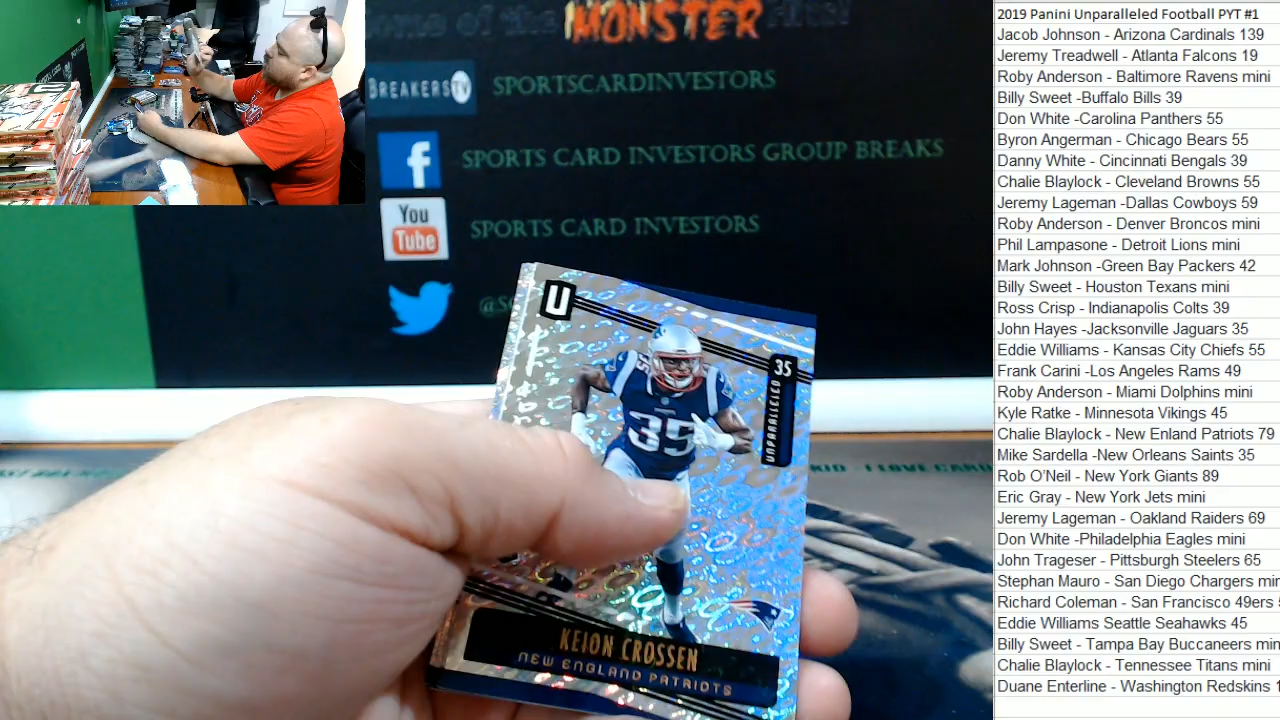 MONSTER
BREAKERS TV
SPORTSCARDINVESTORS
f
SPORTS CARD INVESTORS GROUP BREAKS
You
Tube
SPORTS CARD INVESTORS
U
35
UNPARALLELED
35
KEION CROSSEN
NEW ENGLAND PATRIOTS
I LOVE CARD
2019 Panini Unparalleled Football PYT #1
Jacob Johnson - Arizona Cardinals 139
Jeremy Treadwell - Atlanta Falcons 19
Roby Anderson - Baltimore Ravens mini
Billy Sweet -Buffalo Bills 39
Don White -Carolina Panthers 55
Byron Angerman - Chicago Bears 55
Danny White - Cincinnati Bengals 39
Chalie Blaylock - Cleveland Browns 55
Jeremy Lageman -Dallas Cowboys 59
Roby Anderson - Denver Broncos mini
Phil Lampasone - Detroit Lions mini
Mark Johnson -Green Bay Packers 42
Billy Sweet - Houston Texans mini
Ross Crisp - Indianapolis Colts 39
John Hayes -Jacksonville Jaguars 35
Eddie Williams - Kansas City Chiefs 55
Frank Carini -Los Angeles Rams 49
Roby Anderson - Miami Dolphins mini
Kyle Ratke - Minnesota Vikings 45
Chalie Blaylock - New Enland Patriots 79
Mike Sardella -New Orleans Saints 35
Rob O'Neil - New York Giants 89
Eric Gray - New York Jets mini
Jeremy Lageman - Oakland Raiders 69
Don White -Philadelphia Eagles mini
John Trageser - Pittsburgh Steelers 65
Stephan Mauro - San Diego Chargers min
Richard Coleman - San Francisco 49ers
Eddie Williams Seattle Seahawks 45
Billy Sweet - Tampa Bay Buccaneers min
Chalie Blaylock - Tennessee Titans mini
Duane Enterline - Washington Redskins 1